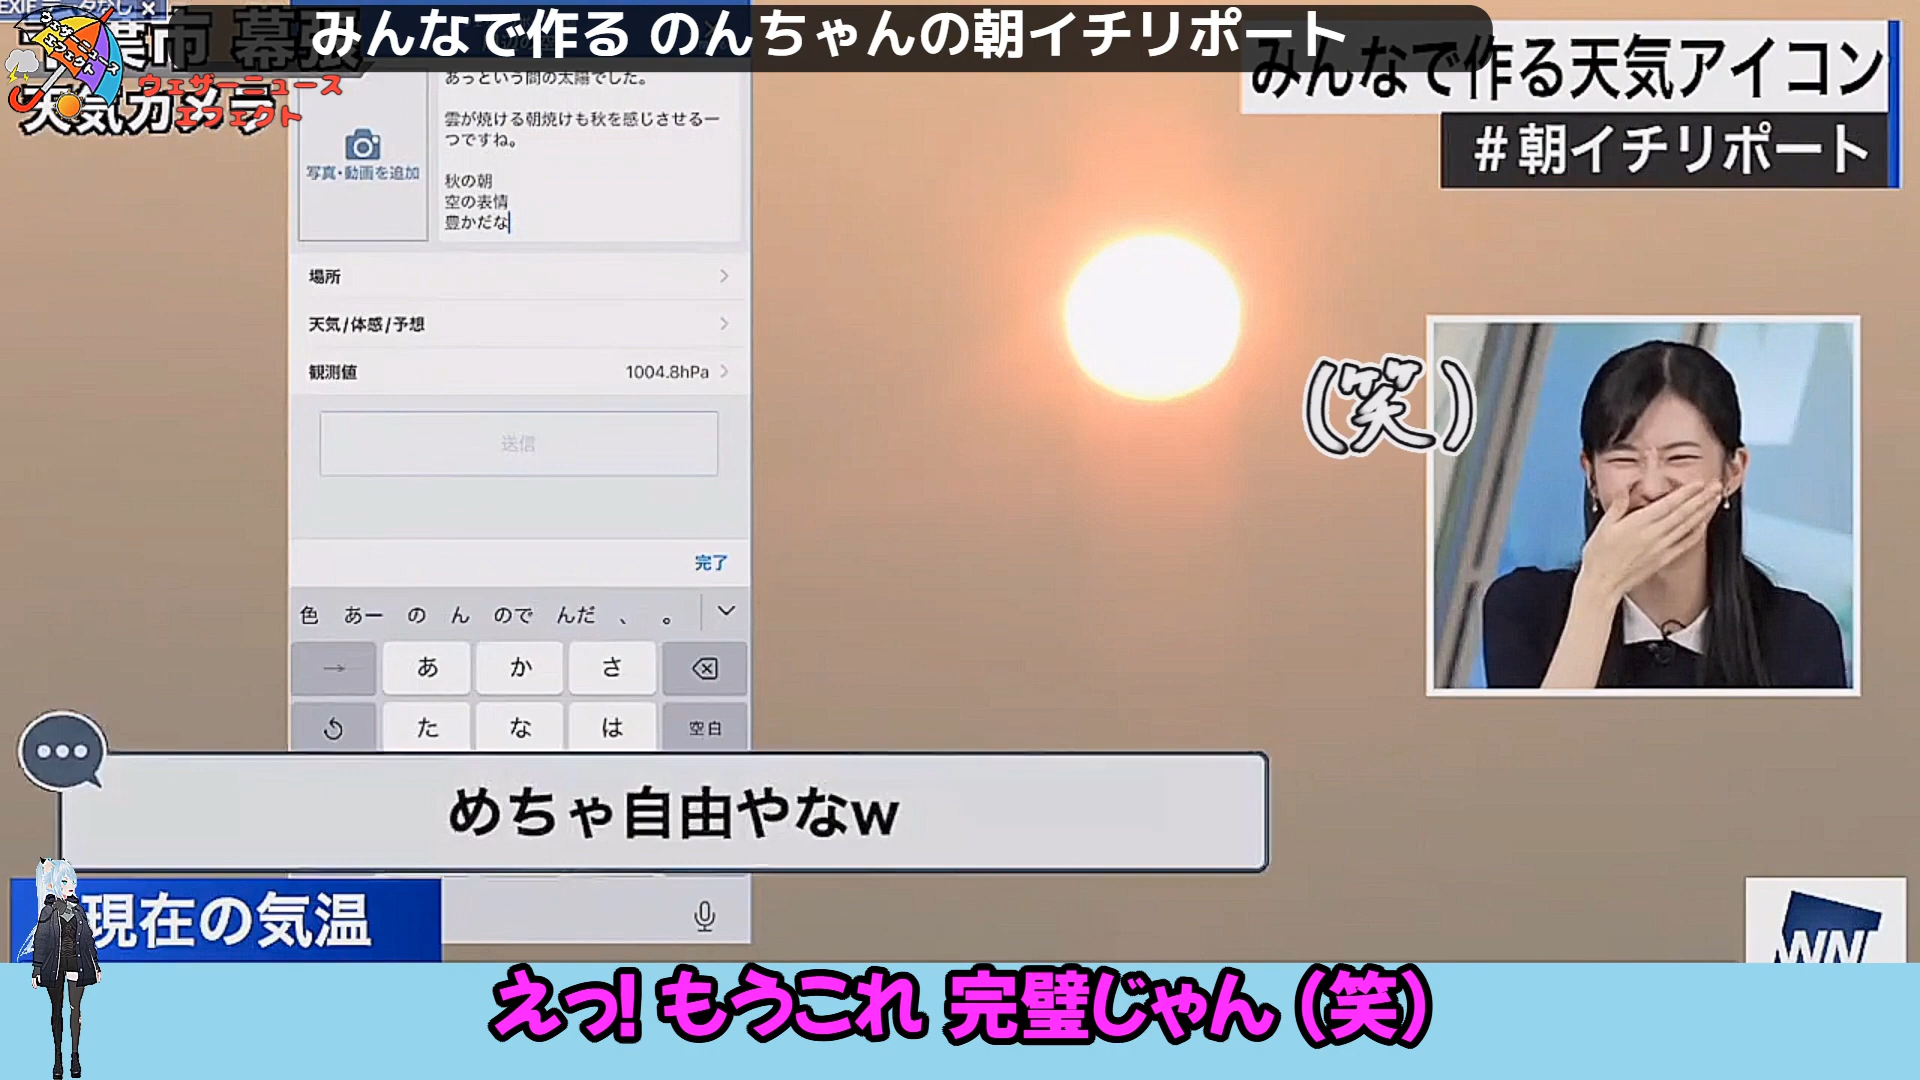 みんなで作る のんちゃんの朝イチリポート
市 幕張
天気カメラ
ウェザーニュース
エフェクト
みんなで作る天気アイコン
#朝イチリポート
あっという間の太陽でした。
雲が焼ける朝焼けも秋を感じさせる一
つですね。
秋の朝
空の表情
豊かだな
写真・動画を追加
場所
天気/体感/予想
観測値 1004.8hPa
送信
完了
色 あー の ん ので んだ 、 。
→ あ か さ
た な は 空白
(笑)
めちゃ自由やなw
現在の気温
WNI
えっ! もうこれ 完璧じゃん (笑)